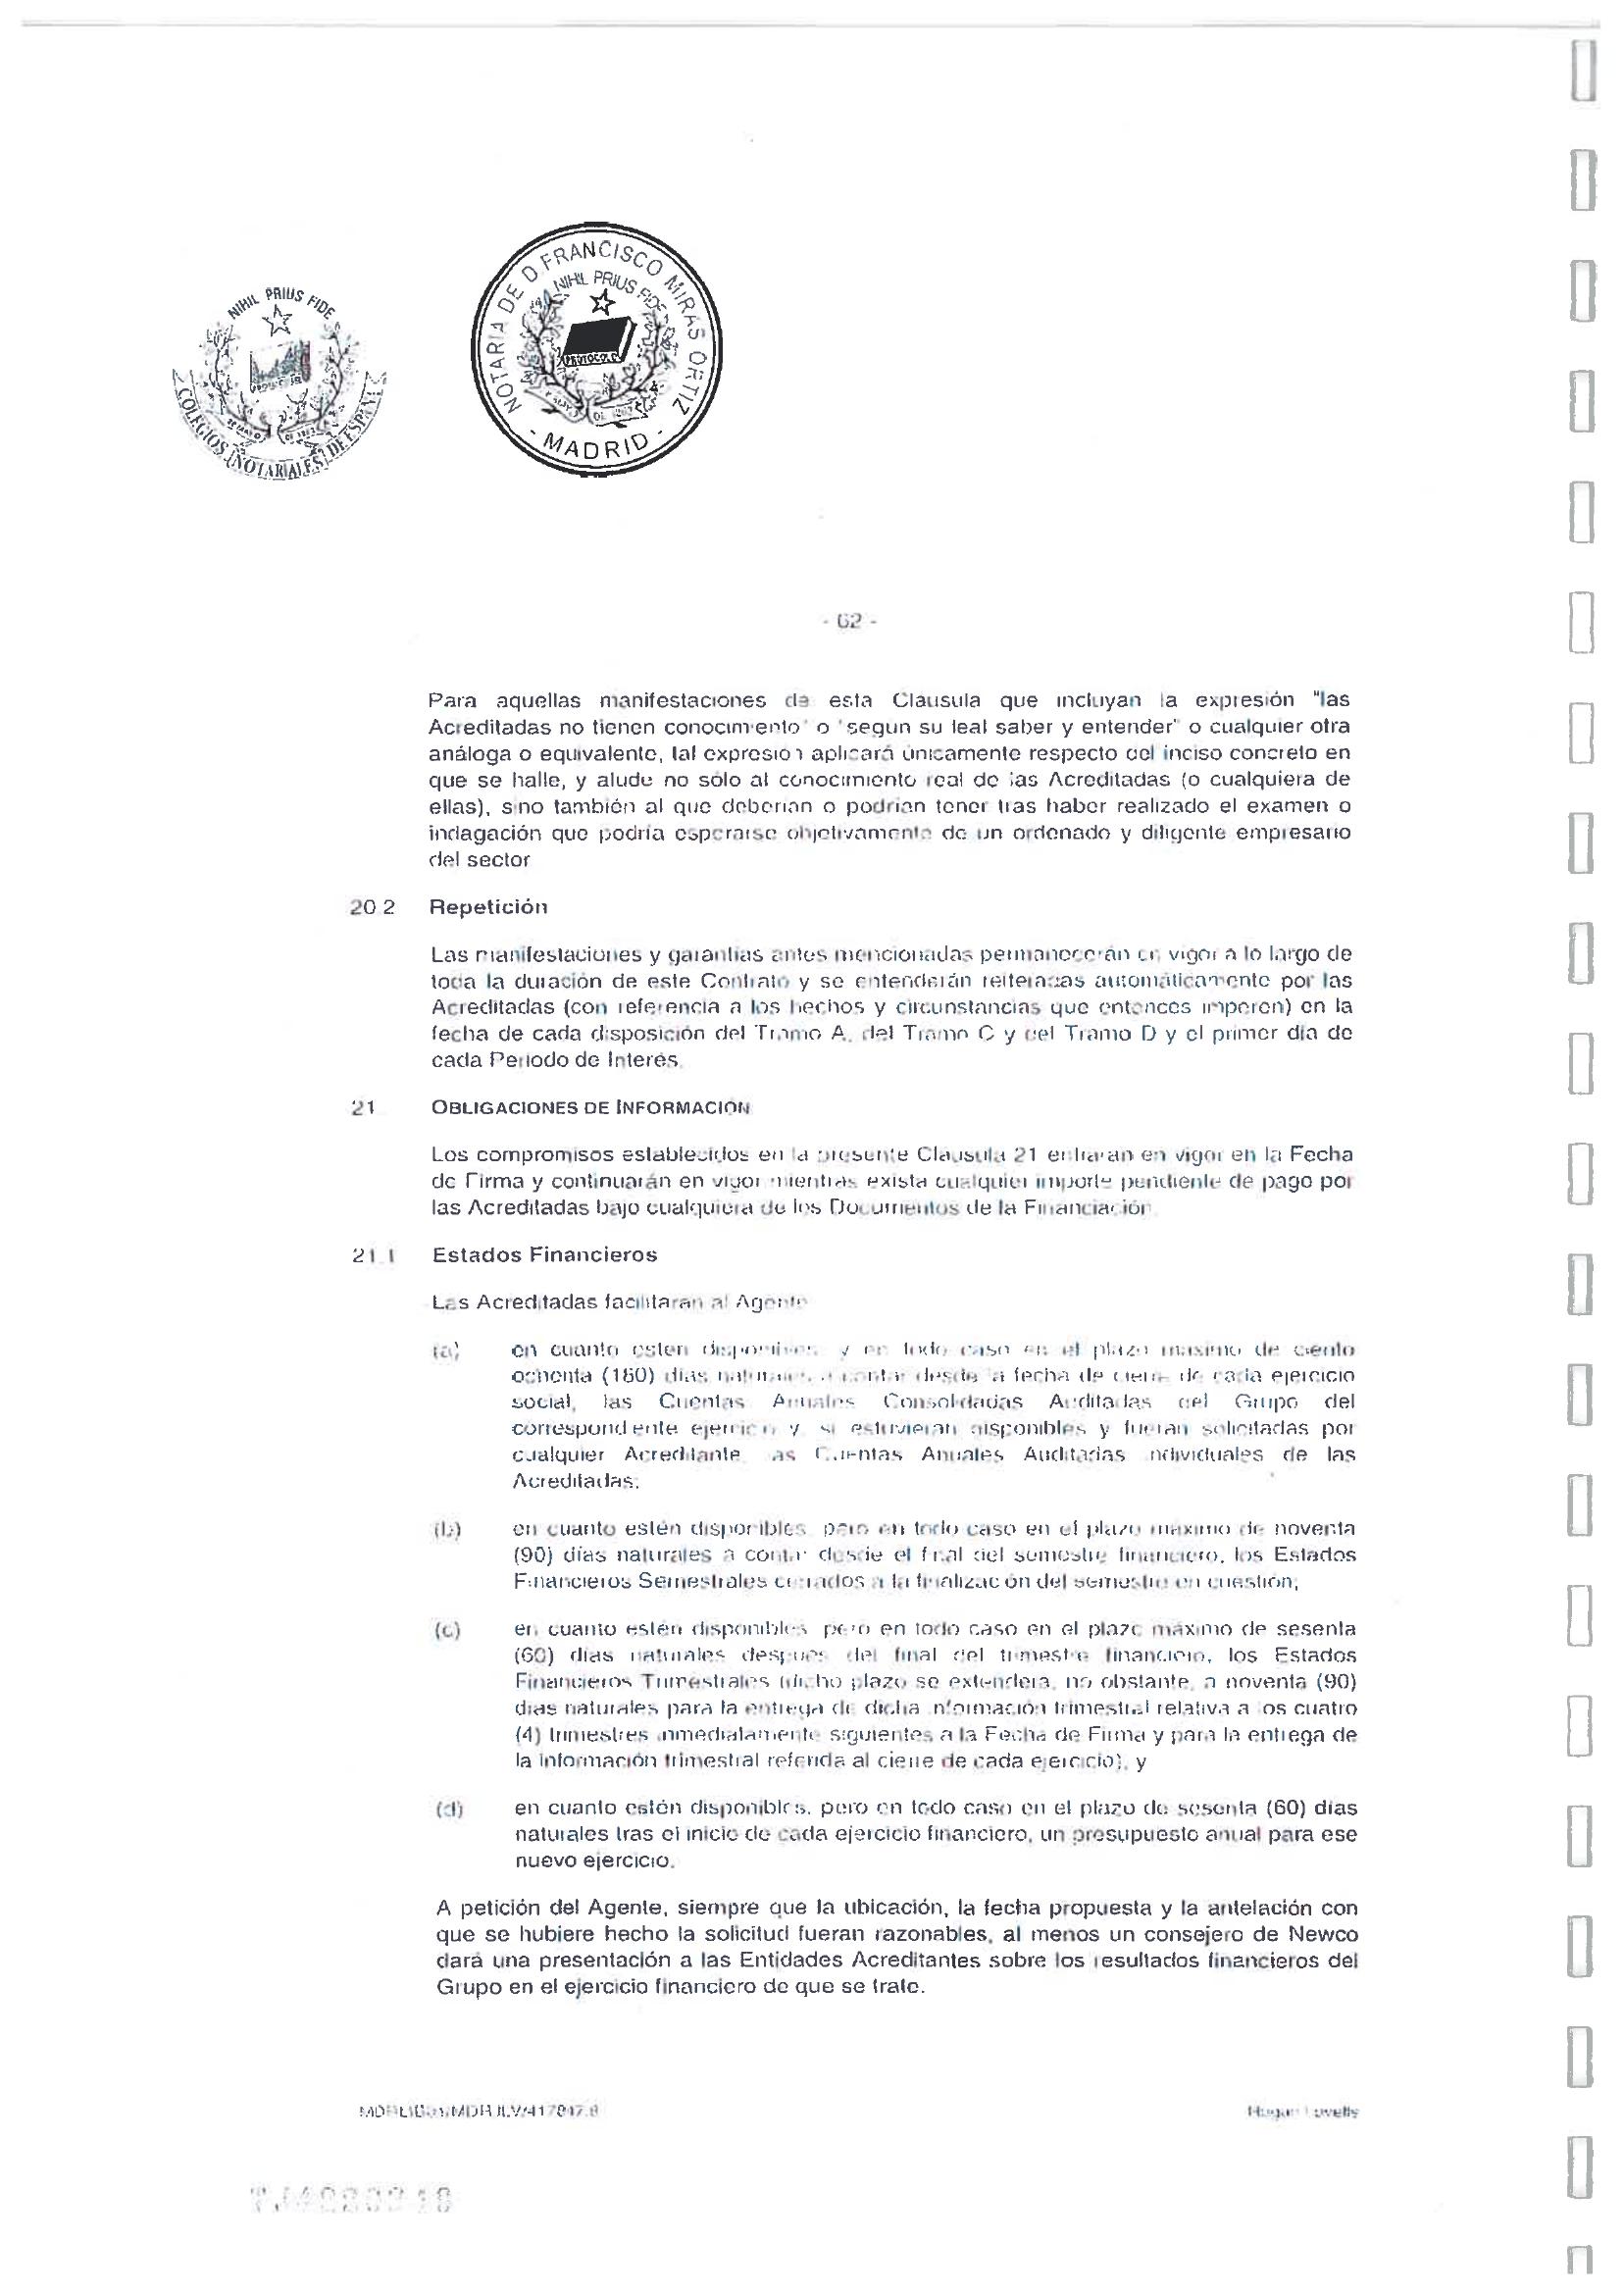 NIHIL PRIUS FIDE
COLEGIOS NOTARIALES DE ESPAÑA
NOTARIA DE D. FRANCISCO MIRAS ORTIZ
NIHIL PRIUS FIDE
PROTOCOLO
- MADRID -
- 62 -
Para aquellas manifestaciones de esta Clausula que incluyan la expresión "las
Acreditadas no tienen conocimiento" o "segun su leal saber y entender" o cualquier otra
análoga o equivalente, tal expresión aplicará únicamente respecto del inciso concreto en
que se halle, y alude no sólo al conocimiento real de las Acreditadas (o cualquiera de
ellas), sino también al que deberian o podrian tener tras haber realizado el examen o
indagación que podría esperarse objetivamente de un ordenado y diligente empresario
del sector
20 2 Repetición
Las manifestaciones y garantías antes mencionadas permanecerán en vigor a lo largo de
toda la duración de este Contrato y se entenderán reiteradas automáticamente por las
Acreditadas (con referencia a los hechos y circunstancias que entonces imperen) en la
fecha de cada disposición del Tramo A, del Tramo C y del Tramo D y el primer día de
cada Periodo de Interés.
21 OBLIGACIONES DE INFORMACIÓN
Los compromisos establecidos en la presente Clausula 21 entraran en vigor en la Fecha
de Firma y continuarán en vigor mientras exista cualquier importe pendiente de pago por
las Acreditadas bajo cualquiera de los Documentos de la Financiación
21.1 Estados Financieros
Las Acreditadas facilitaran al Agente
(a) en cuanto esten disponibles y en todo caso en el plazo maximo de ciento
ochenta (180) dias naturales a contar desde la fecha de cierre de cada ejercicio
social, las Cuentas Anuales Consolidadas Auditadas del Grupo del
correspondiente ejercicio y si estuvieran disponibles y fueran solicitadas por
cualquier Acreditante las Cuentas Anuales Auditadas individuales de las
Acreditadas;
(b) en cuanto estén disponibles pero en todo caso en el plazo máximo de noventa
(90) días naturales a contar desde el final del semestre financiero, los Estados
Financieros Semestrales cerrados a la finalización del semestre en cuestión;
(c) en cuanto estén disponibles pero en todo caso en el plazo máximo de sesenta
(60) dias naturales después del final del trimestre financiero, los Estados
Financieros Trimestrales (dicho plazo se extendera, no obstante, a noventa (90)
dias naturales para la entrega de dicha información trimestral relativa a los cuatro
(4) trimestres inmediatamente siguientes a la Fecha de Firma y para la entrega de
la información trimestral referida al cierre de cada ejercicio), y
(d) en cuanto estén disponibles, pero en todo caso en el plazo de sesenta (60) días
naturales tras el inicio de cada ejercicio financiero, un presupuesto anual para ese
nuevo ejercicio.
A petición del Agente, siempre que la ubicación, la fecha propuesta y la antelación con
que se hubiere hecho la solicitud fueran razonables, al menos un consejero de Newco
dará una presentación a las Entidades Acreditantes sobre los resultados financieros del
Grupo en el ejercicio financiero de que se trate.
Hogan Lovells